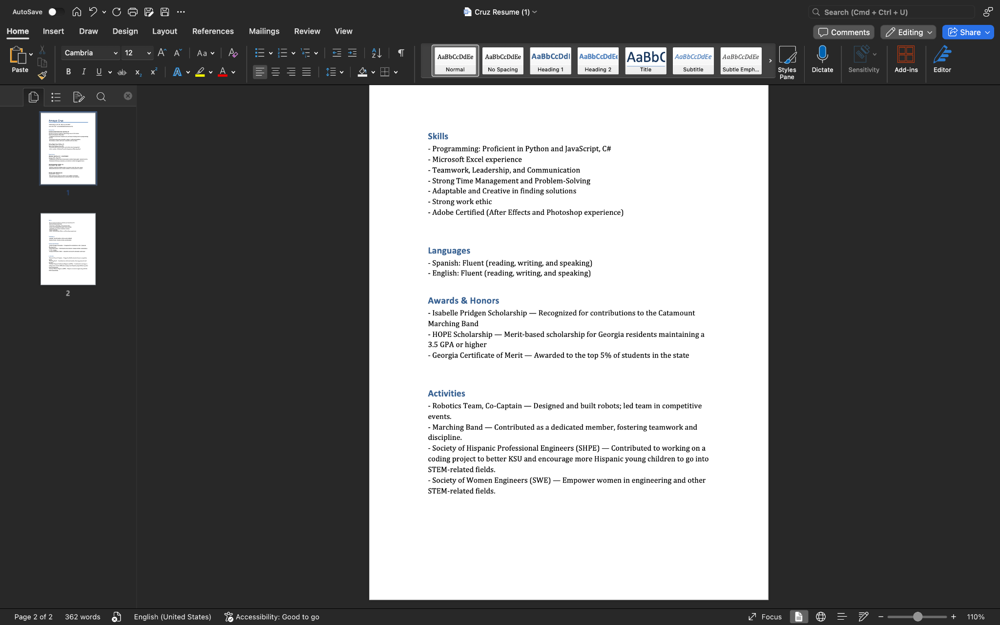 AutoSave
Cruz Resume (1)
Search (Cmd + Ctrl + U)
Home Insert Draw Design Layout References Mailings Review View
Comments Editing Share
Paste
Cambria 12
Aa
B I U ab x₂ x² A A
AaBbCcDdEe AaBbCcDdEe AaBbCcDdI AaBbCcDdEe AaBbC AaBbCcDdEe AaBbCcDdEe
Normal No Spacing Heading 1 Heading 2 Title Subtitle Subtle Emph...
Styles Pane
Dictate
Sensitivity
Add-ins
Editor
Amaya Cruz
1
2
Skills
- Programming: Proficient in Python and JavaScript, C#
- Microsoft Excel experience
- Teamwork, Leadership, and Communication
- Strong Time Management and Problem-Solving
- Adaptable and Creative in finding solutions
- Strong work ethic
- Adobe Certified (After Effects and Photoshop experience)
Languages
- Spanish: Fluent (reading, writing, and speaking)
- English: Fluent (reading, writing, and speaking)
Awards & Honors
- Isabelle Pridgen Scholarship — Recognized for contributions to the Catamount
Marching Band
- HOPE Scholarship — Merit-based scholarship for Georgia residents maintaining a
3.5 GPA or higher
- Georgia Certificate of Merit — Awarded to the top 5% of students in the state
Activities
- Robotics Team, Co-Captain — Designed and built robots; led team in competitive
events.
- Marching Band — Contributed as a dedicated member, fostering teamwork and
discipline.
- Society of Hispanic Professional Engineers (SHPE) — Contributed to working on a
coding project to better KSU and encourage more Hispanic young children to go into
STEM-related fields.
- Society of Women Engineers (SWE) — Empower women in engineering and other
STEM-related fields.
Page 2 of 2 362 words English (United States) Accessibility: Good to go
Focus 110%